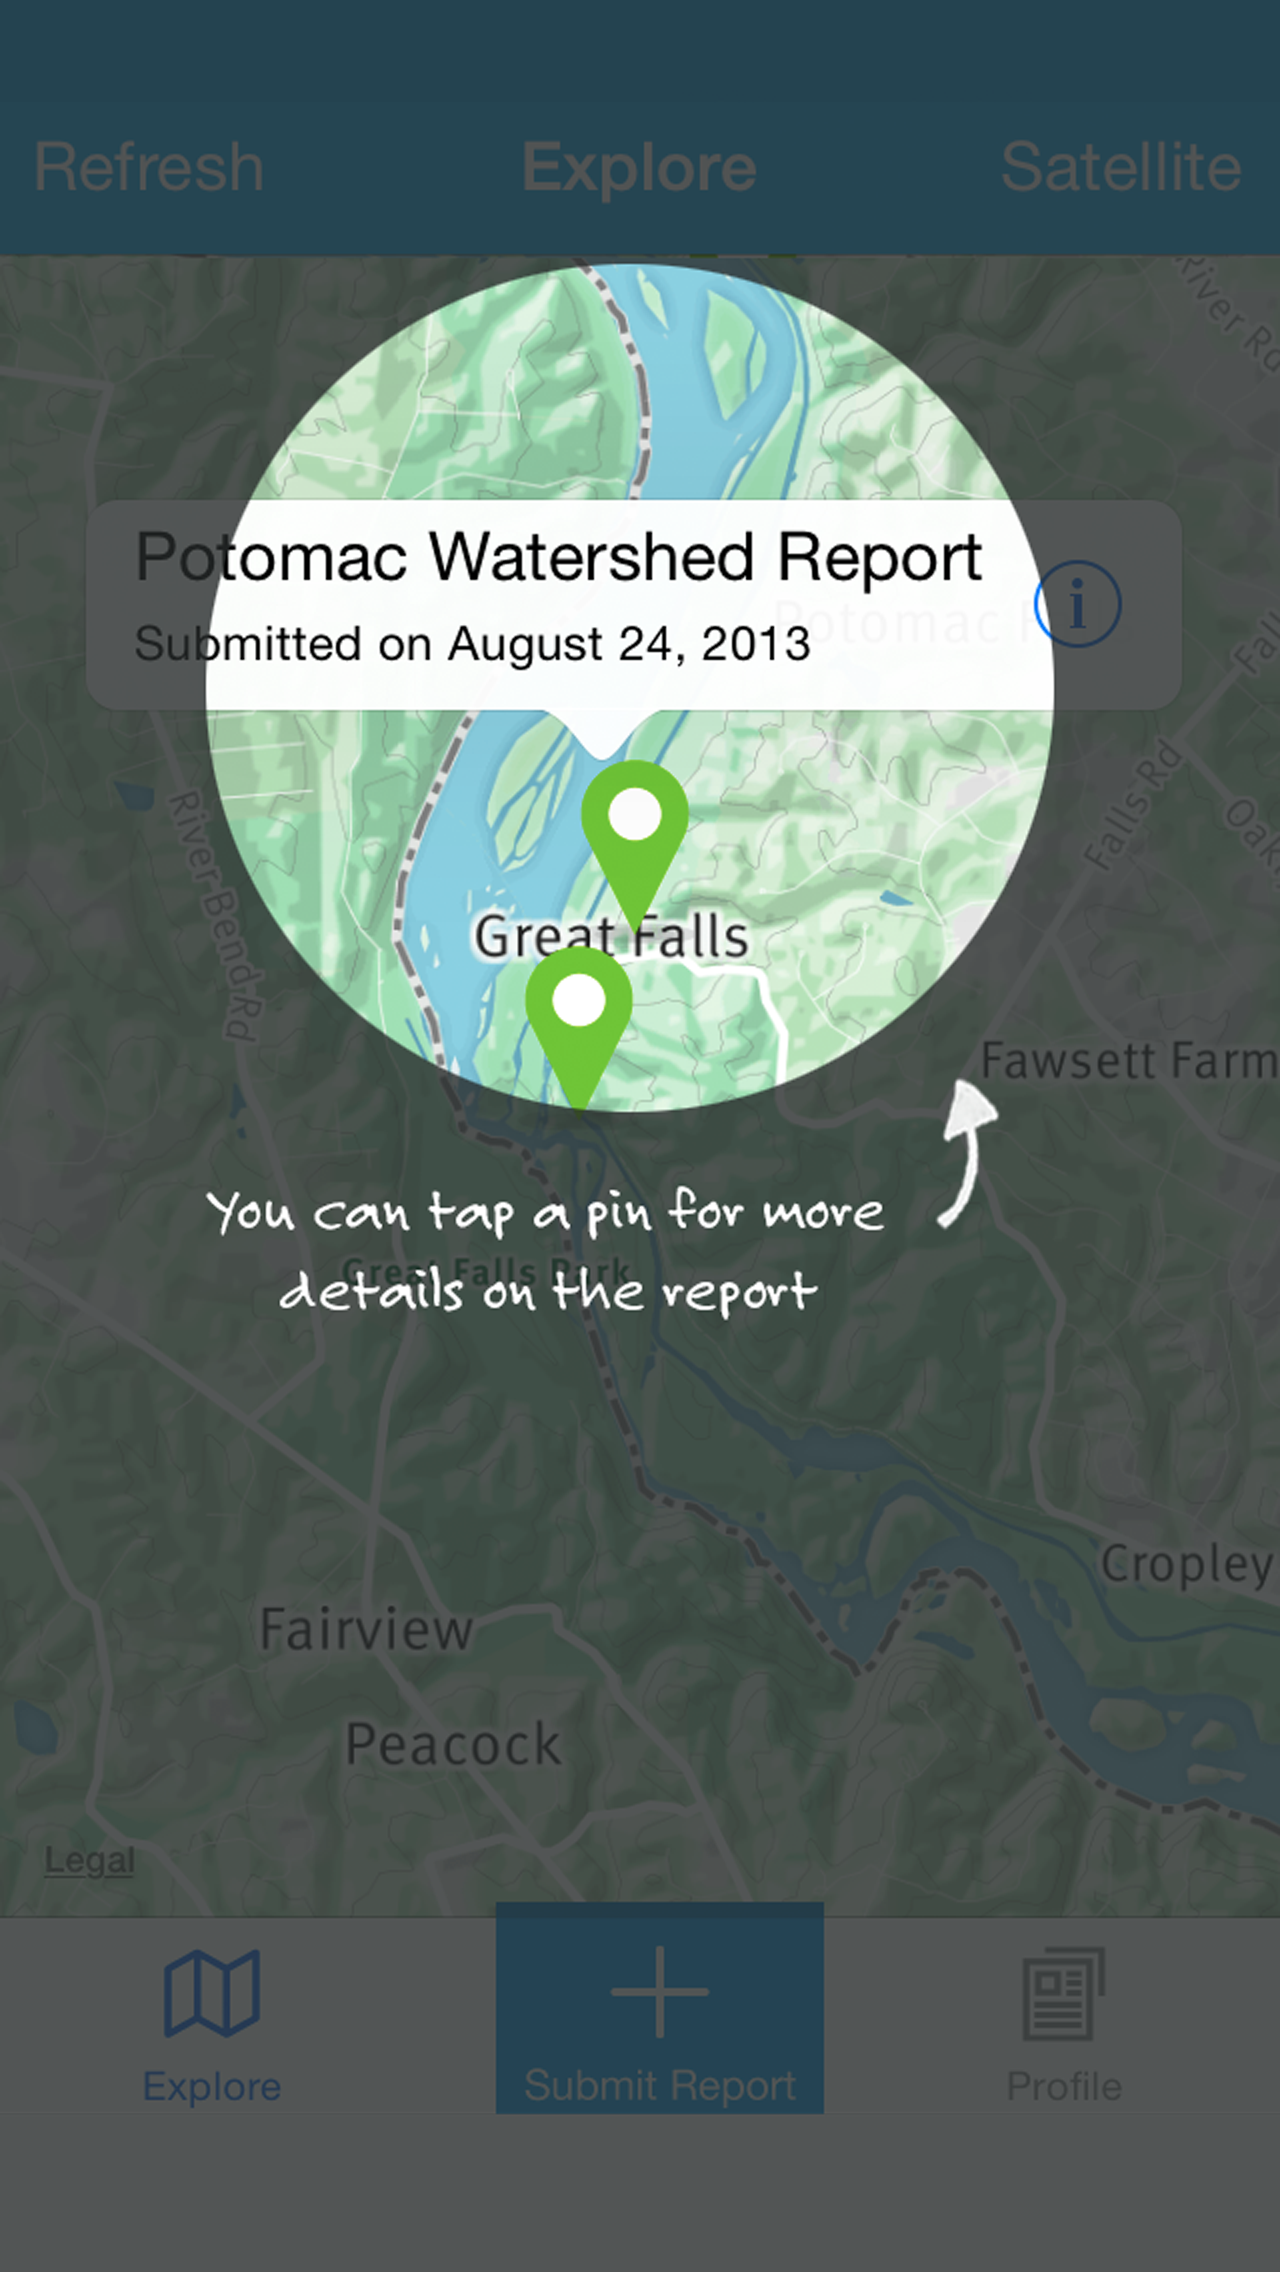 Refresh
Explore
Satellite
River Rd
Potomac Watershed Report
Submitted on August 24, 2013
Potomac
Falls Rd
River Bend Rd
Great Falls
Fawsett Farm
You can tap a pin for more
details on the report
Great Falls Park
Cropley
Fairview
Peacock
Legal
Explore
Submit Report
Profile